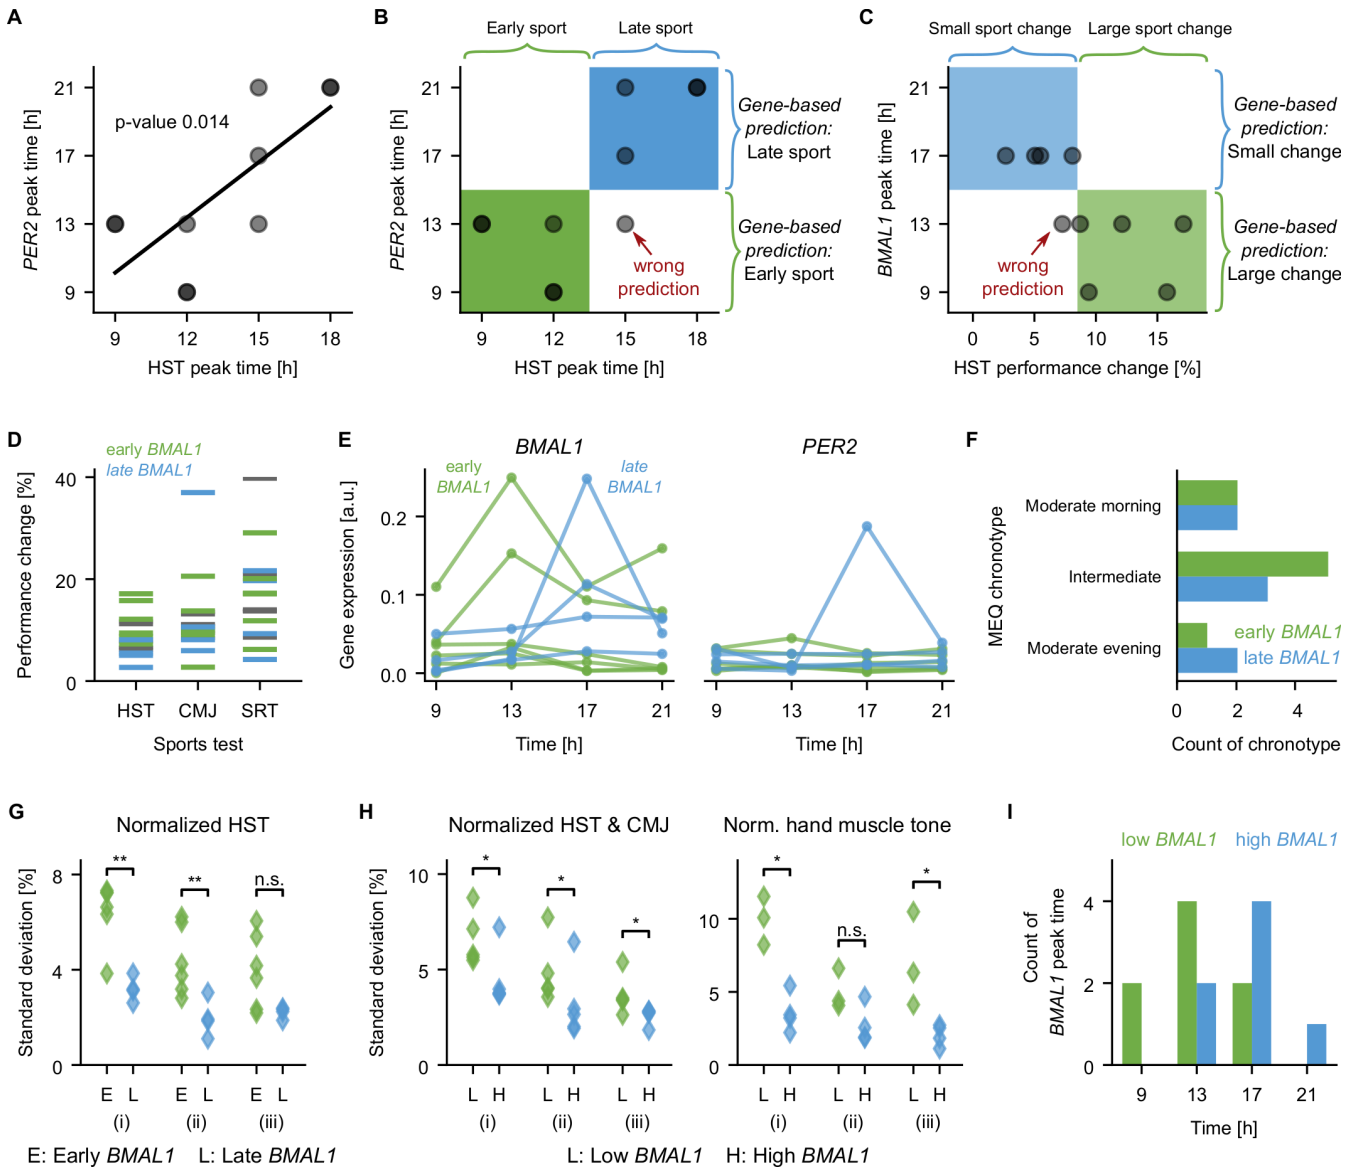 A
21
17
13
9
PER2 peak time [h]
p-value 0.014
9
12
15
18
HST peak time [h]
B
Early sport
Late sport
21
17
13
9
PER2 peak time [h]
Gene-based
prediction:
Late sport
Gene-based
prediction:
Early sport
wrong
prediction
9
12
15
18
HST peak time [h]
C
Small sport change
Large sport change
21
17
13
9
BMAL1 peak time [h]
Gene-based
prediction:
Small change
Gene-based
prediction:
Large change
wrong
prediction
0
5
10
15
HST performance change [%]
D
early BMAL1
late BMAL1
40
20
0
Performance change [%]
HST
CMJ
SRT
Sports test
E
BMAL1
early
BMAL1
late
BMAL1
0.2
0.1
0.0
Gene expression [a.u.]
9
13
17
21
Time [h]
PER2
9
13
17
21
Time [h]
F
MEQ chronotype
Moderate morning
Intermediate
Moderate evening
early BMAL1
late BMAL1
0
2
4
Count of chronotype
G
Normalized HST
8
4
0
Standard deviation [%]
**
**
n.s.
E L
E L
E L
(i)
(ii)
(iii)
E: Early BMAL1 L: Late BMAL1
H
Normalized HST & CMJ
10
5
0
Standard deviation [%]
*
*
*
L H
L H
L H
(i)
(ii)
(iii)
Norm. hand muscle tone
10
5
0
*
n.s.
*
L H
L H
L H
(i)
(ii)
(iii)
L: Low BMAL1 H: High BMAL1
I
low BMAL1 high BMAL1
4
2
0
Count of
BMAL1 peak time
9
13
17
21
Time [h]